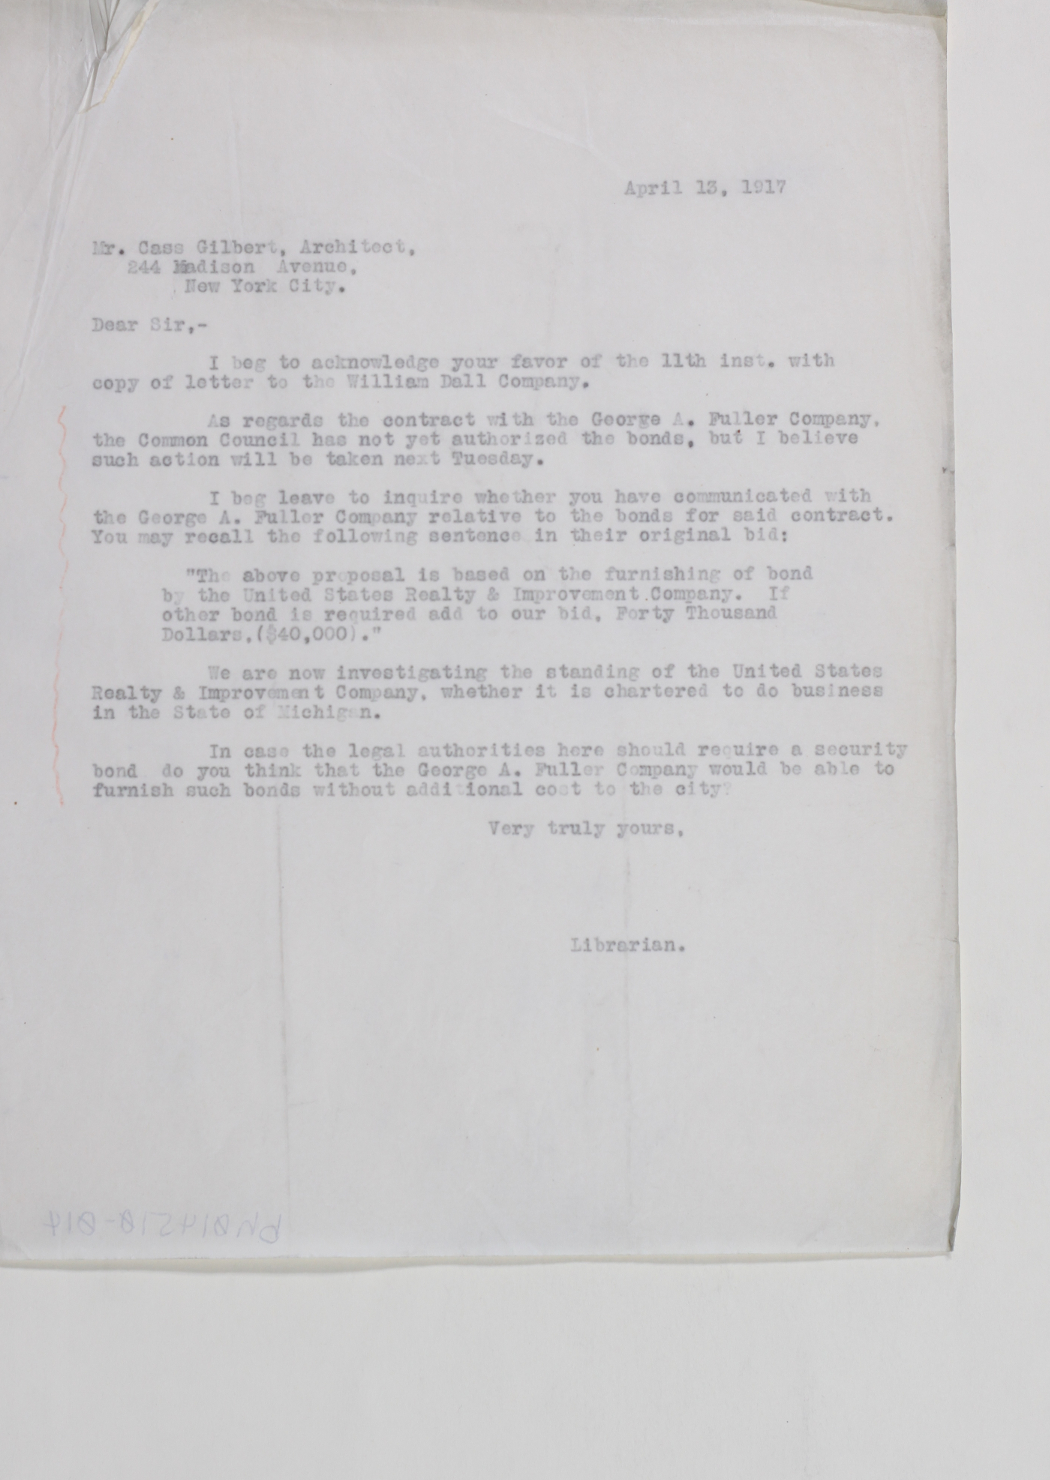 April 13, 1917
Mr. Cass Gilbert, Architect,
244 Madison Avenue,
New York City.
Dear Sir,-
I beg to acknowledge your favor of the 11th inst. with
copy of letter to the William Dall Company.
As regards the contract with the George A. Fuller Company,
the Common Council has not yet authorized the bonds, but I believe
such action will be taken next Tuesday.
I beg leave to inquire whether you have communicated with
the George A. Fuller Company relative to the bonds for said contract.
You may recall the following sentence in their original bid:
"The above proposal is based on the furnishing of bond
by the United States Realty & Improvement Company. If
other bond is required add to our bid, Forty Thousand
Dollars,($40,000)."
We are now investigating the standing of the United States
Realty & Improvement Company, whether it is chartered to do business
in the State of Michigan.
In case the legal authorities here should require a security
bond do you think that the George A. Fuller Company would be able to
furnish such bonds without additional cost to the city?
Very truly yours,
Librarian.